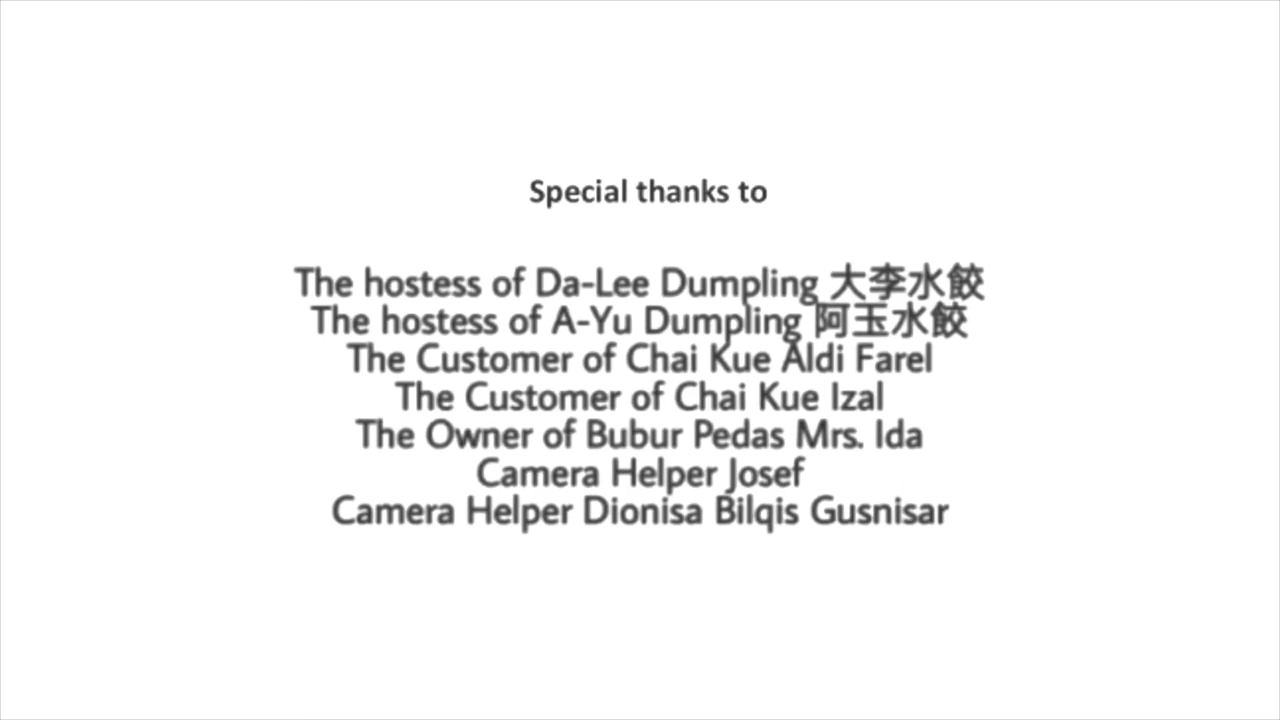 Special thanks to
The hostess of Da-Lee Dumpling 大李水餃
The hostess of A-Yu Dumpling 阿玉水餃
The Customer of Chai Kue Aldi Farel
The Customer of Chai Kue Izal
The Owner of Bubur Pedas Mrs. Ida
Camera Helper Josef
Camera Helper Dionisa Bilqis Gusnisar